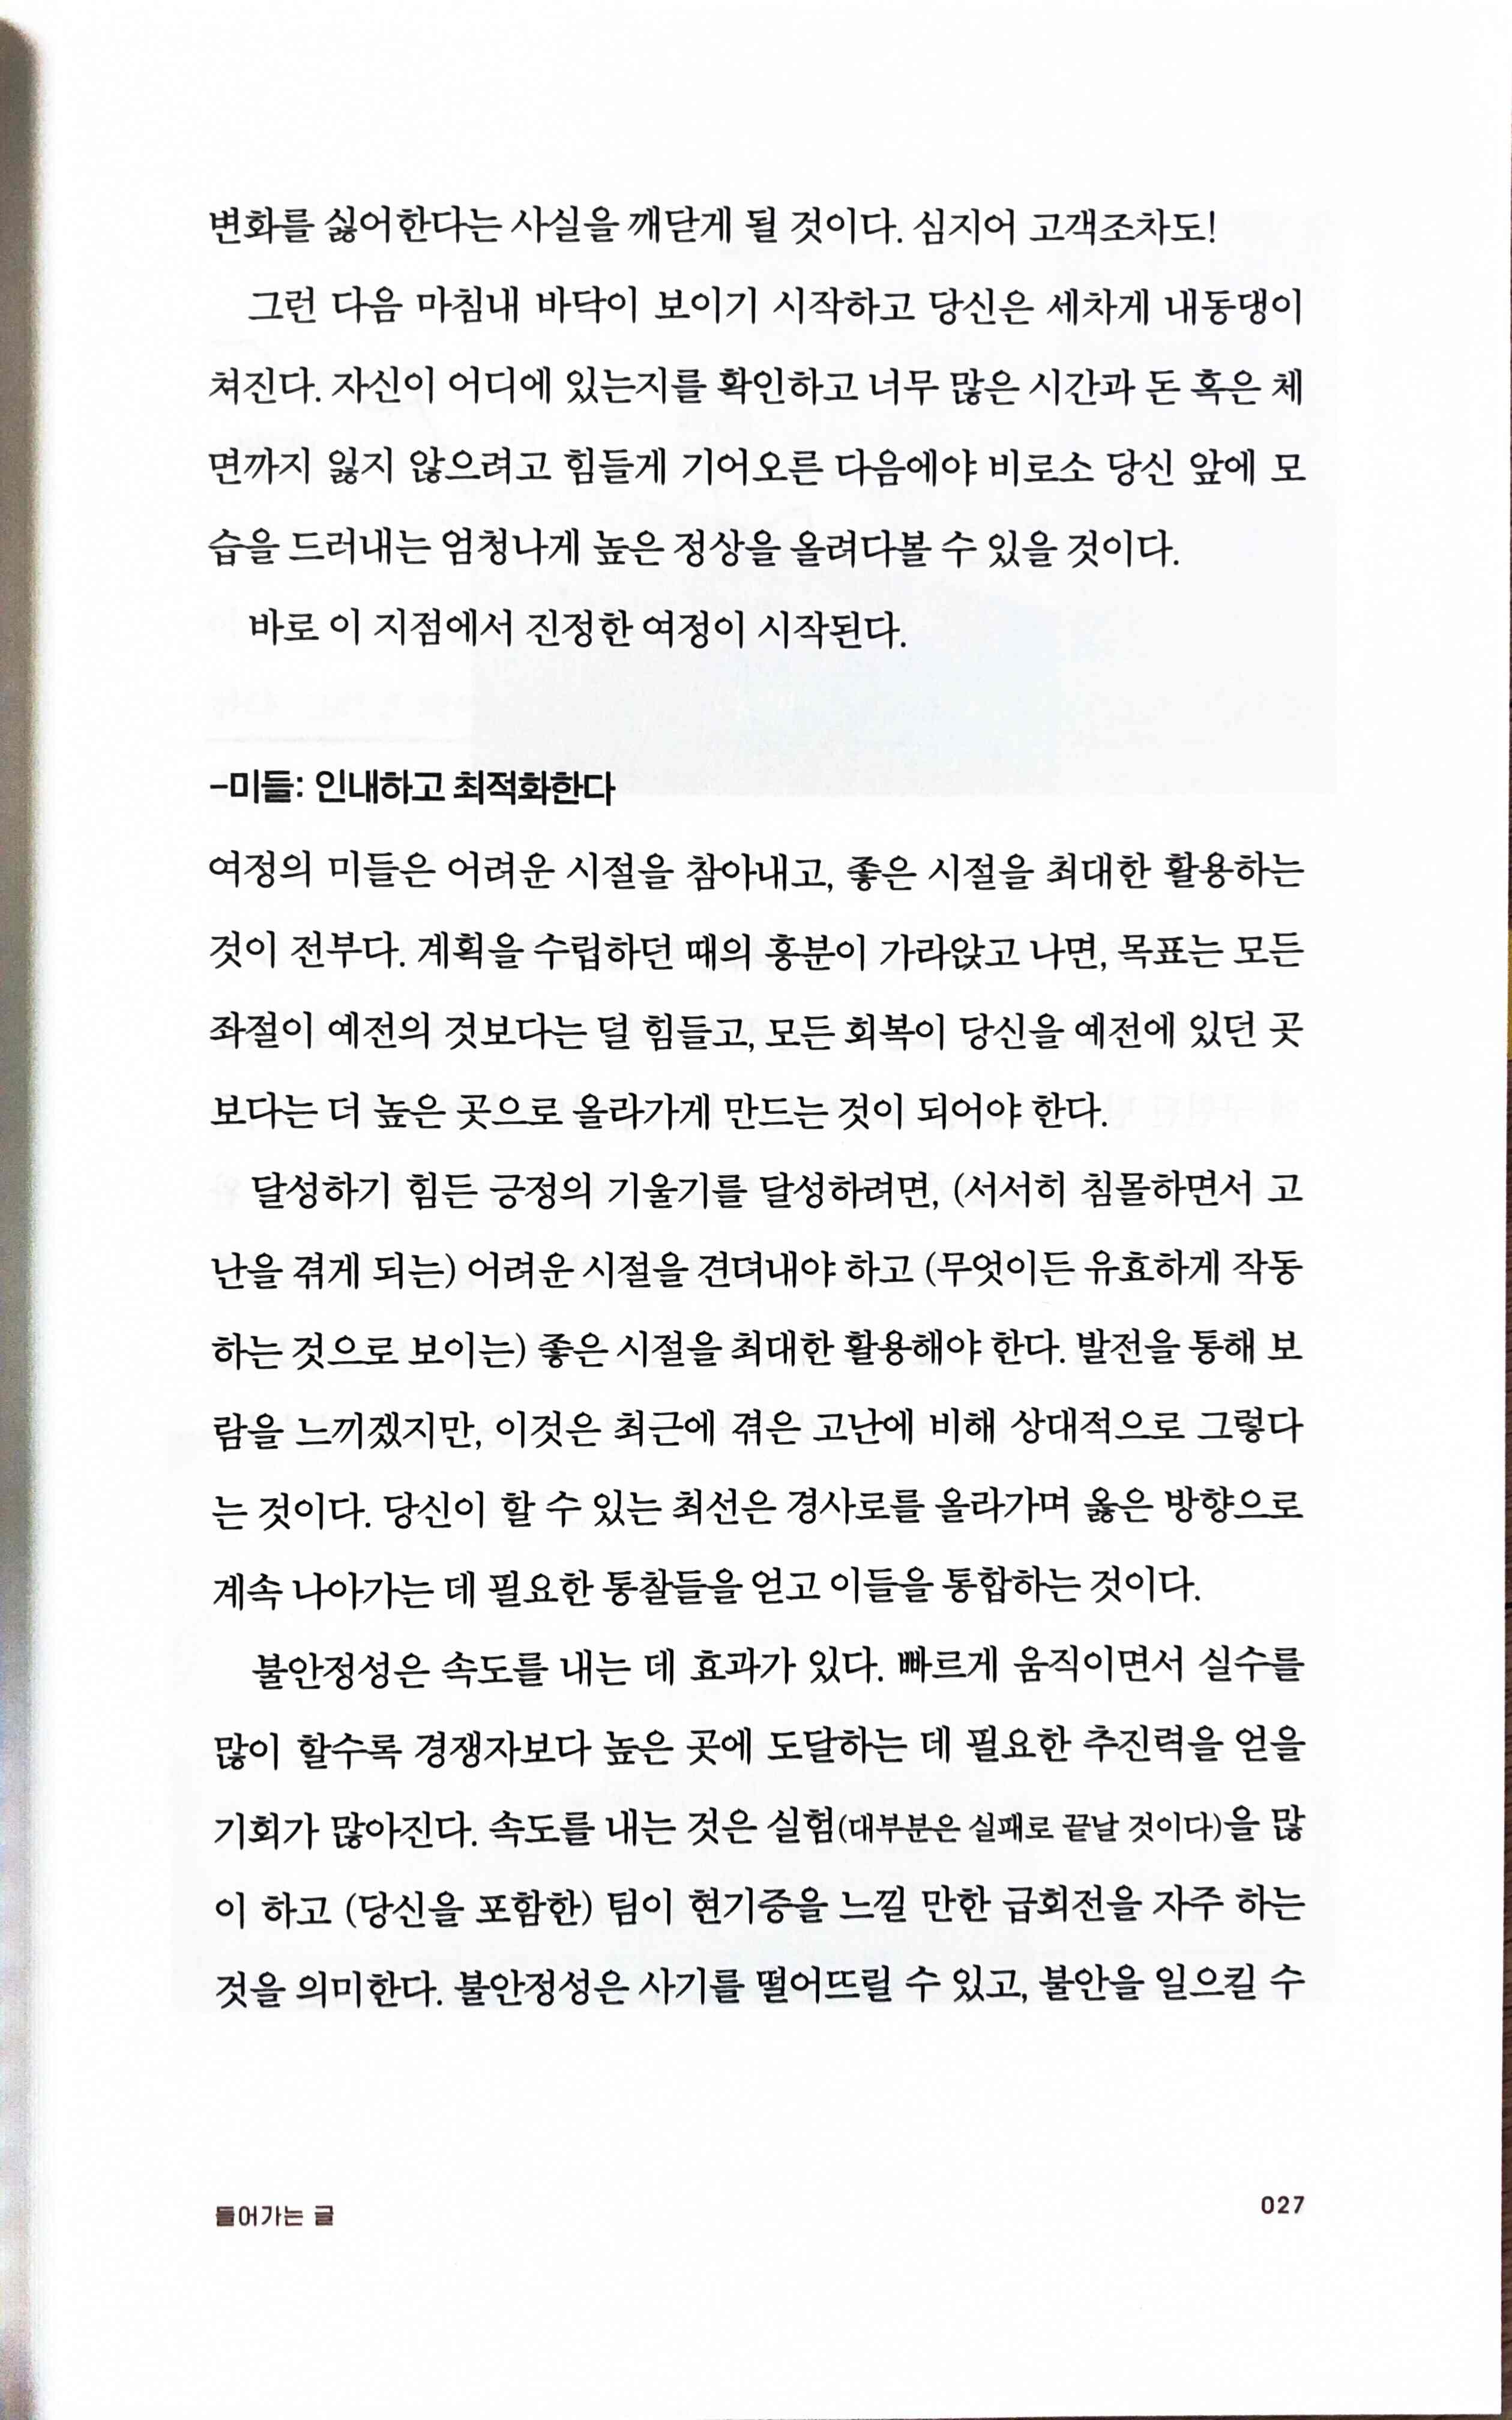 변화를 싫어한다는 사실을 깨닫게 될 것이다. 심지어 고객조차도!
그런 다음 마침내 바닥이 보이기 시작하고 당신은 세차게 내동댕이
쳐진다. 자신이 어디에 있는지를 확인하고 너무 많은 시간과 돈 혹은 체
면까지 잃지 않으려고 힘들게 기어오른 다음에야 비로소 당신 앞에 모
습을 드러내는 엄청나게 높은 정상을 올려다볼 수 있을 것이다.
바로 이 지점에서 진정한 여정이 시작된다.
-미들: 인내하고 최적화한다
여정의 미들은 어려운 시절을 참아내고, 좋은 시절을 최대한 활용하는
것이 전부다. 계획을 수립하던 때의 흥분이 가라앉고 나면, 목표는 모든
좌절이 예전의 것보다는 덜 힘들고, 모든 회복이 당신을 예전에 있던 곳
보다는 더 높은 곳으로 올라가게 만드는 것이 되어야 한다.
달성하기 힘든 긍정의 기울기를 달성하려면, (서서히 침몰하면서 고
난을 겪게 되는) 어려운 시절을 견뎌내야 하고 (무엇이든 유효하게 작동
하는 것으로 보이는) 좋은 시절을 최대한 활용해야 한다. 발전을 통해 보
람을 느끼겠지만, 이것은 최근에 겪은 고난에 비해 상대적으로 그렇다
는 것이다. 당신이 할 수 있는 최선은 경사로를 올라가며 옳은 방향으로
계속 나아가는 데 필요한 통찰들을 얻고 이들을 통합하는 것이다.
불안정성은 속도를 내는 데 효과가 있다. 빠르게 움직이면서 실수를
많이 할수록 경쟁자보다 높은 곳에 도달하는 데 필요한 추진력을 얻을
기회가 많아진다. 속도를 내는 것은 실험(대부분은 실패로 끝날 것이다)을 많
이 하고 (당신을 포함한) 팀이 현기증을 느낄 만한 급회전을 자주 하는
것을 의미한다. 불안정성은 사기를 떨어뜨릴 수 있고, 불안을 일으킬 수
들어가는 글
027